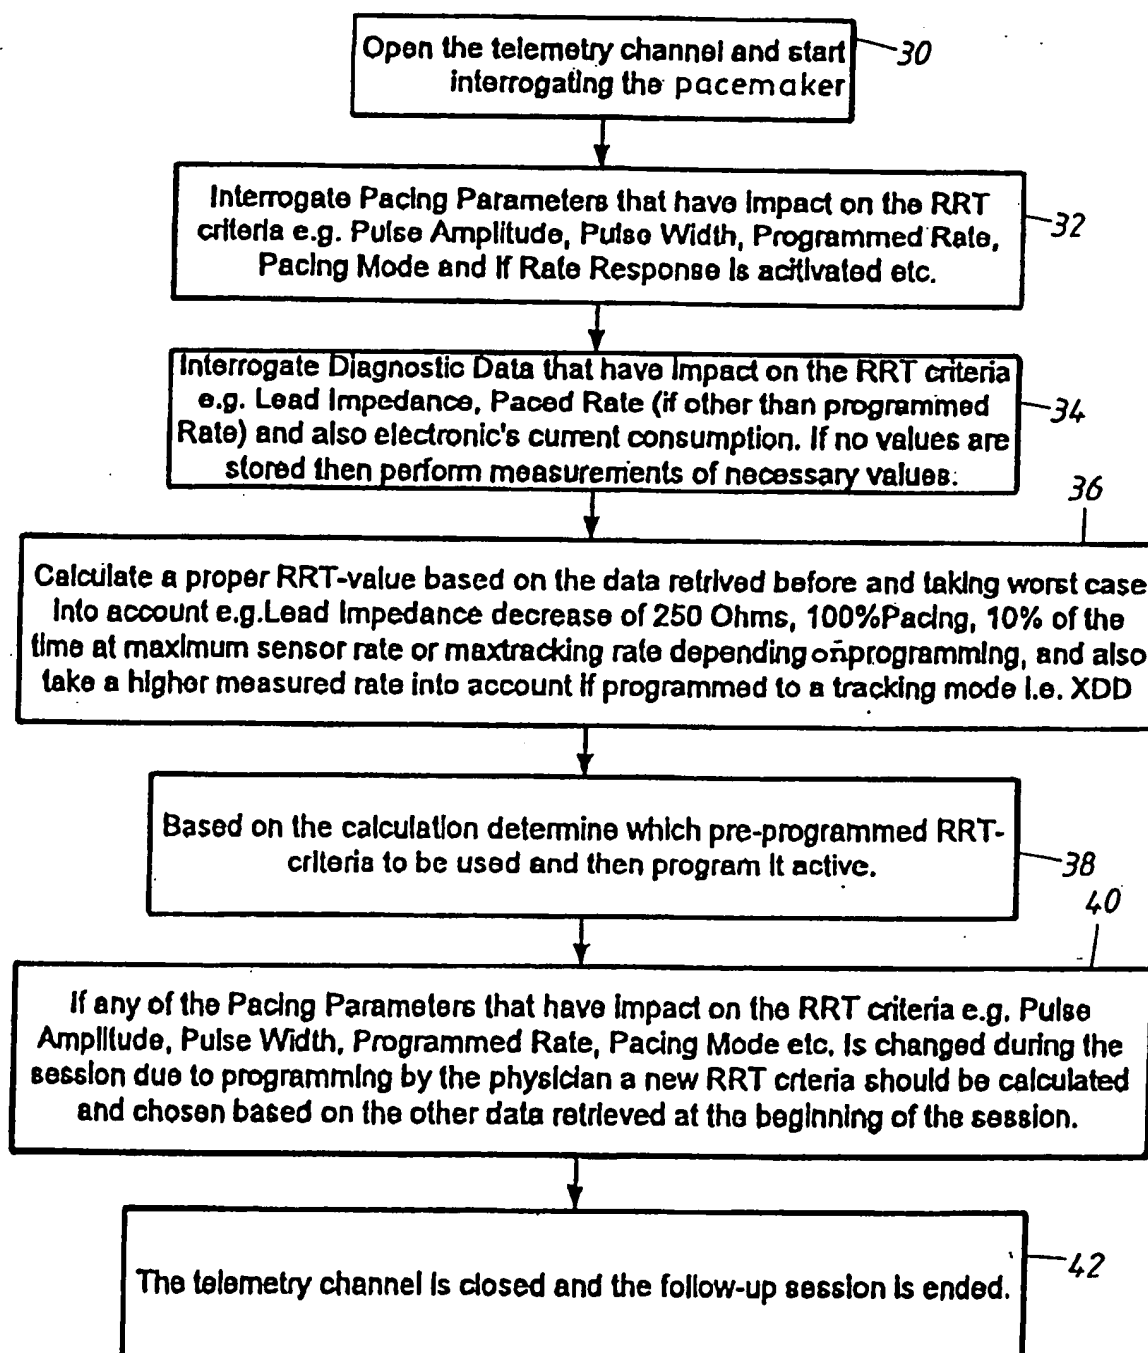 Open the telemetry channel and start
interrogating the pacemaker
30
Interrogate Pacing Parameters that have impact on the RRT
criteria e.g. Pulse Amplitude, Pulse Width, Programmed Rate,
Pacing Mode and if Rate Response is acitivated etc.
32
Interrogate Diagnostic Data that have impact on the RRT criteria
e.g. Lead Impedance, Paced Rate (if other than programmed
Rate) and also electronic's current consumption. If no values are
stored then perform measurements of necessary values.
34
36
Calculate a proper RRT-value based on the data retrived before and taking worst case
into account e.g.Lead Impedance decrease of 250 Ohms, 100%Pacing, 10% of the
time at maximum sensor rate or maxtracking rate depending onprogramming, and also
take a higher measured rate into account if programmed to a tracking mode i.e. XDD
Based on the calculation determine which pre-programmed RRT-
criteria to be used and then program it active.
38
40
If any of the Pacing Parameters that have impact on the RRT criteria e.g. Pulse
Amplitude, Pulse Width, Programmed Rate, Pacing Mode etc. is changed during the
session due to programming by the physician a new RRT crteria should be calculated
and chosen based on the other data retrieved at the beginning of the session.
The telemetry channel is closed and the follow-up session is ended.
42